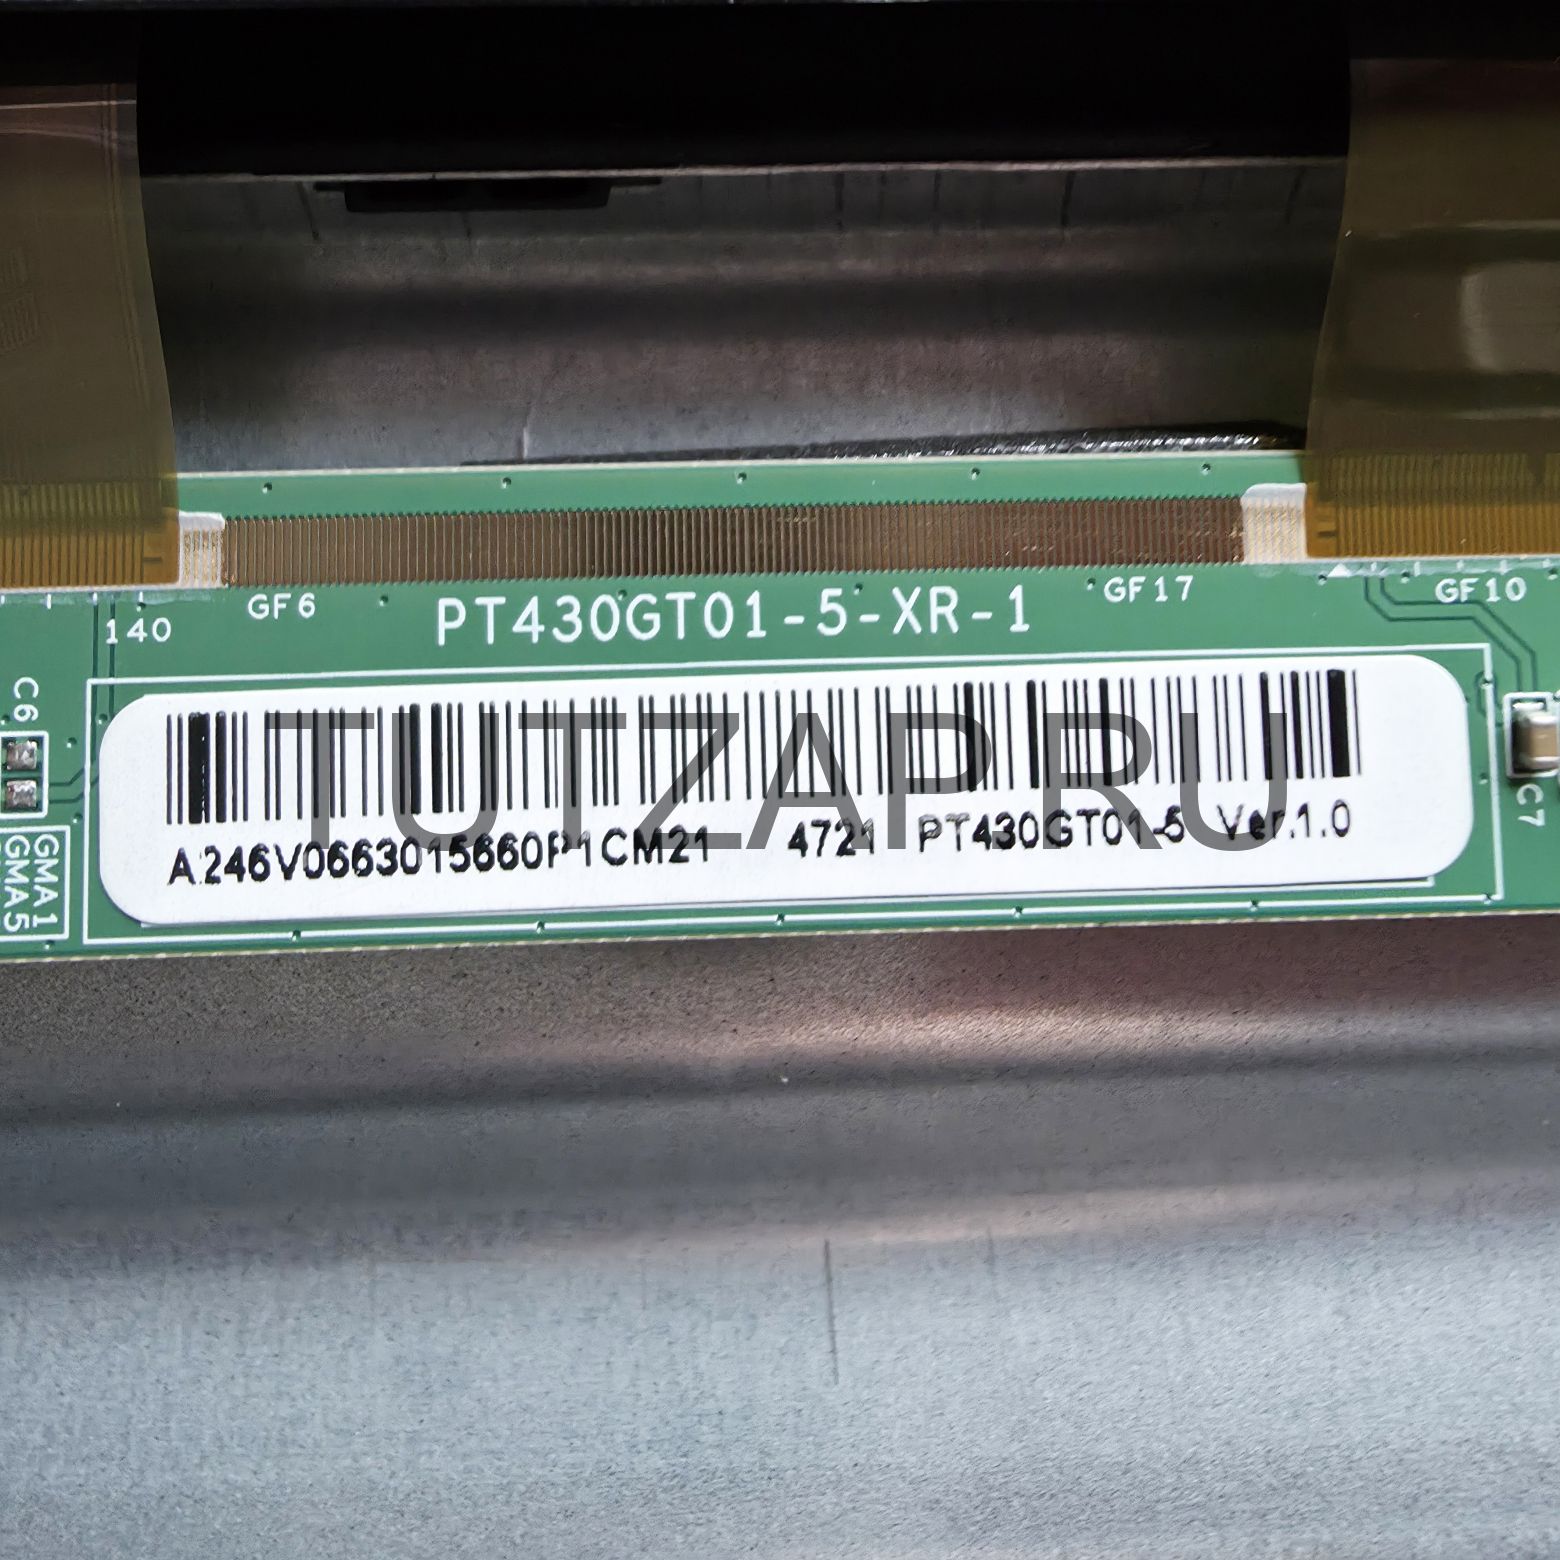 GF6
PT430GT01-5-XR-1
GF17
GF10
140
C6
TUTZAP.RU
A246V0663015660P1CM21 4721 PT430GT01-5 Ver.1.0
C7
GMA1
GMA5